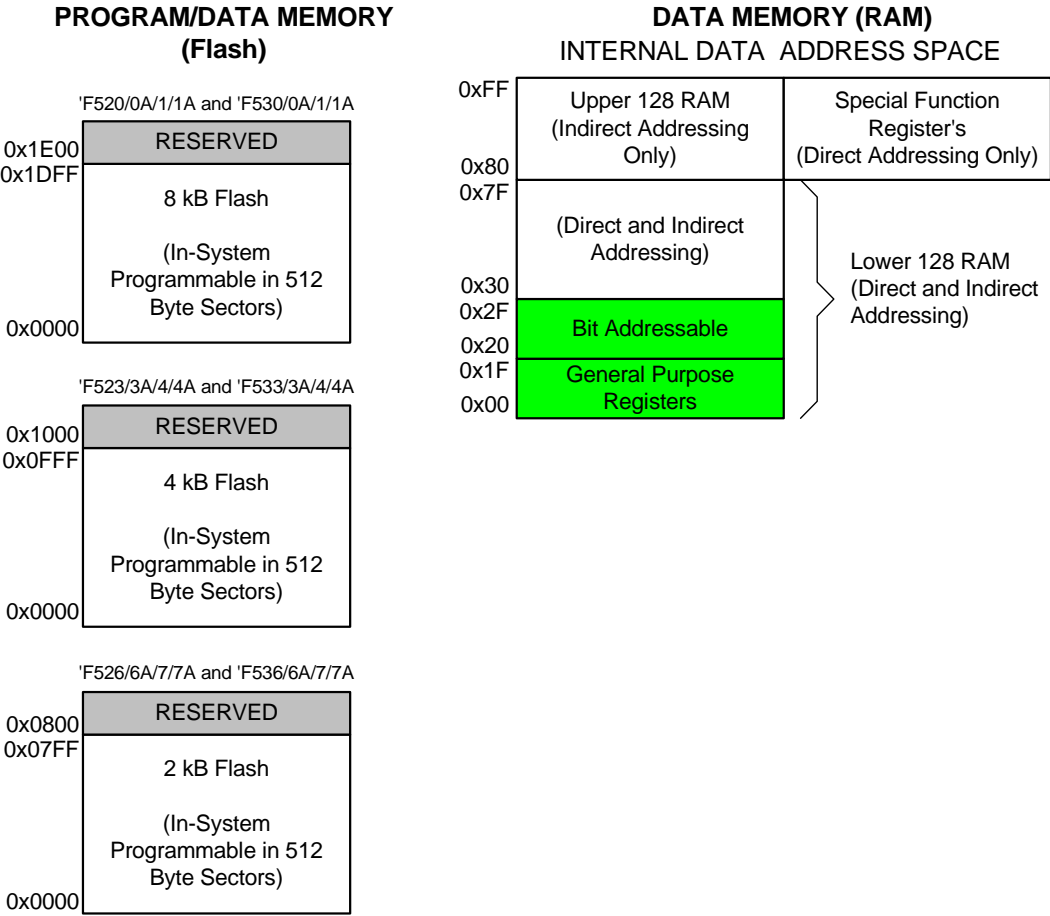 PROGRAM/DATA MEMORY
(Flash)
'F520/0A/1/1A and 'F530/0A/1/1A
RESERVED
0x1E00
0x1DFF
8 kB Flash
(In-System
Programmable in 512
Byte Sectors)
0x0000
'F523/3A/4/4A and 'F533/3A/4/4A
RESERVED
0x1000
0x0FFF
4 kB Flash
(In-System
Programmable in 512
Byte Sectors)
0x0000
'F526/6A/7/7A and 'F536/6A/7/7A
RESERVED
0x0800
0x07FF
2 kB Flash
(In-System
Programmable in 512
Byte Sectors)
0x0000
DATA MEMORY (RAM)
INTERNAL DATA ADDRESS SPACE
0xFF
Upper 128 RAM
(Indirect Addressing
Only)
0x80
Special Function
Register's
(Direct Addressing Only)
0x7F
(Direct and Indirect
Addressing)
0x30
Lower 128 RAM
(Direct and Indirect
Addressing)
0x2F
Bit Addressable
0x20
0x1F
General Purpose
Registers
0x00